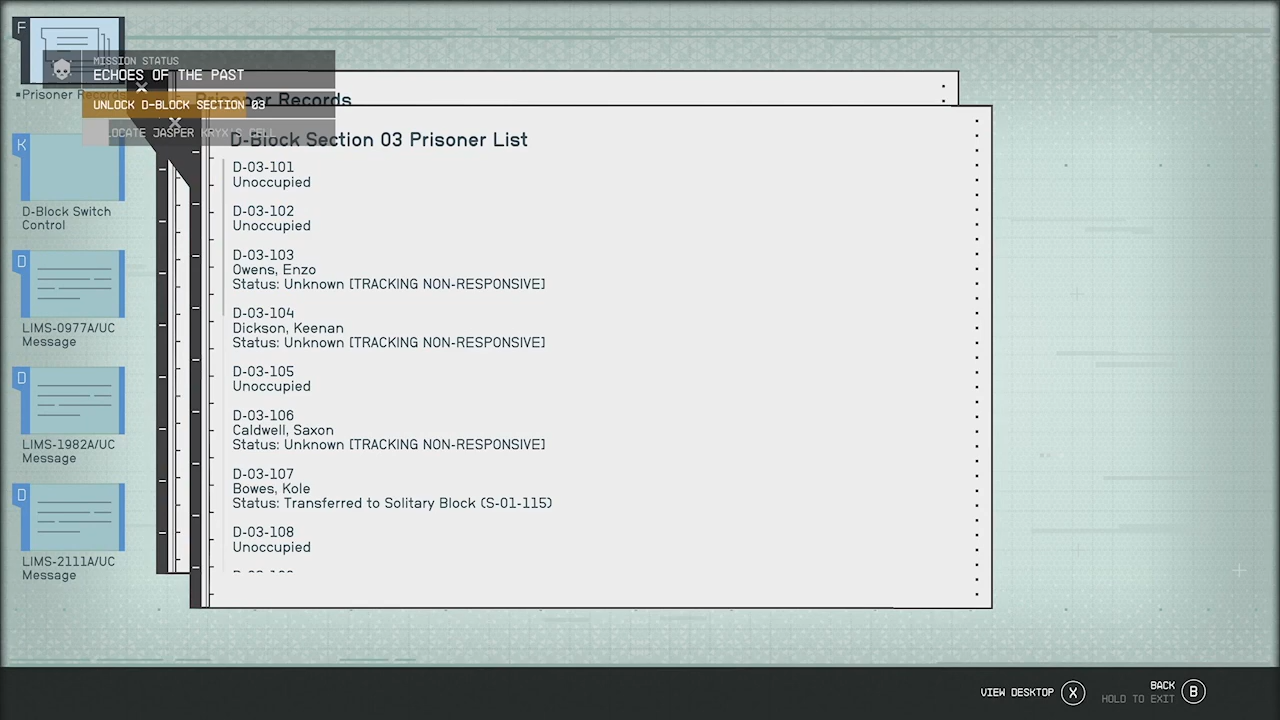 F
MISSION STATUS
ECHOES OF THE PAST
Prisoner Records
UNLOCK D-BLOCK SECTION 03
LOCATE JASPER KRYX'S CELL
K
D-Block Switch
Control
D
LIMS-0977A/UC
Message
D
LIMS-1982A/UC
Message
D
LIMS-2111A/UC
Message
Prisoner Records
D-Block Section 03 Prisoner List
D-03-101
Unoccupied
D-03-102
Unoccupied
D-03-103
Owens, Enzo
Status: Unknown [TRACKING NON-RESPONSIVE]
D-03-104
Dickson, Keenan
Status: Unknown [TRACKING NON-RESPONSIVE]
D-03-105
Unoccupied
D-03-106
Caldwell, Saxon
Status: Unknown [TRACKING NON-RESPONSIVE]
D-03-107
Bowes, Kole
Status: Transferred to Solitary Block (S-01-115)
D-03-108
Unoccupied
VIEW DESKTOP X
BACK
HOLD TO EXIT B